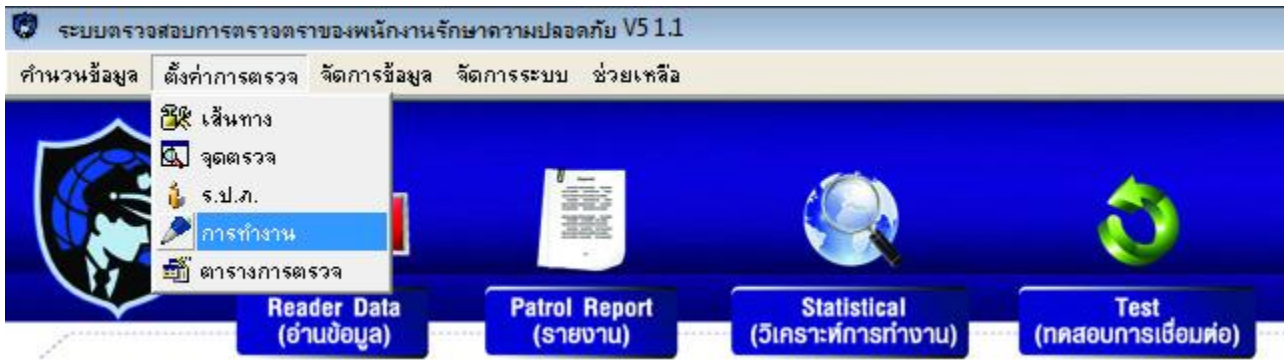 ระบบตรวจสอบการตรวจตราของพนักงานรักษาความปลอดภัย V5 1.1
คำนวนข้อมูล ตั้งค่าการตรวจ จัดการข้อมูล จัดการระบบ ช่วยเหลือ
เส้นทาง
จุดตรวจ
ร.ป.ภ.
การทำงาน
ตารางการตรวจ
Reader Data
(อ่านข้อมูล)
Patrol Report
(รายงาน)
Statistical
(วิเคราะห์การทำงาน)
Test
(ทดสอบการเชื่อมต่อ)